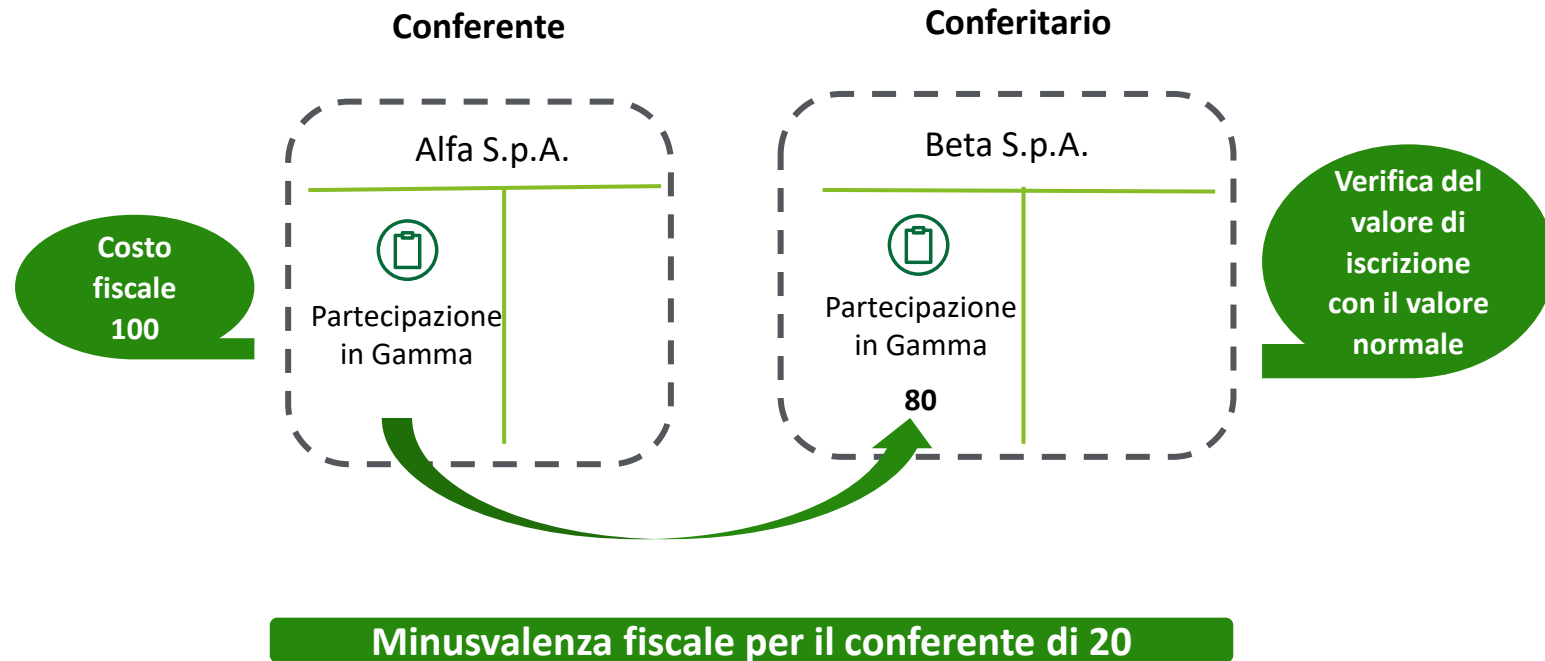 Conferente
Conferitario
Alfa S.p.A.
Beta S.p.A.
Costo
fiscale
100
Partecipazione
in Gamma
Partecipazione
in Gamma
80
Verifica del
valore di
iscrizione
con il valore
normale
Minusvalenza fiscale per il conferente di 20